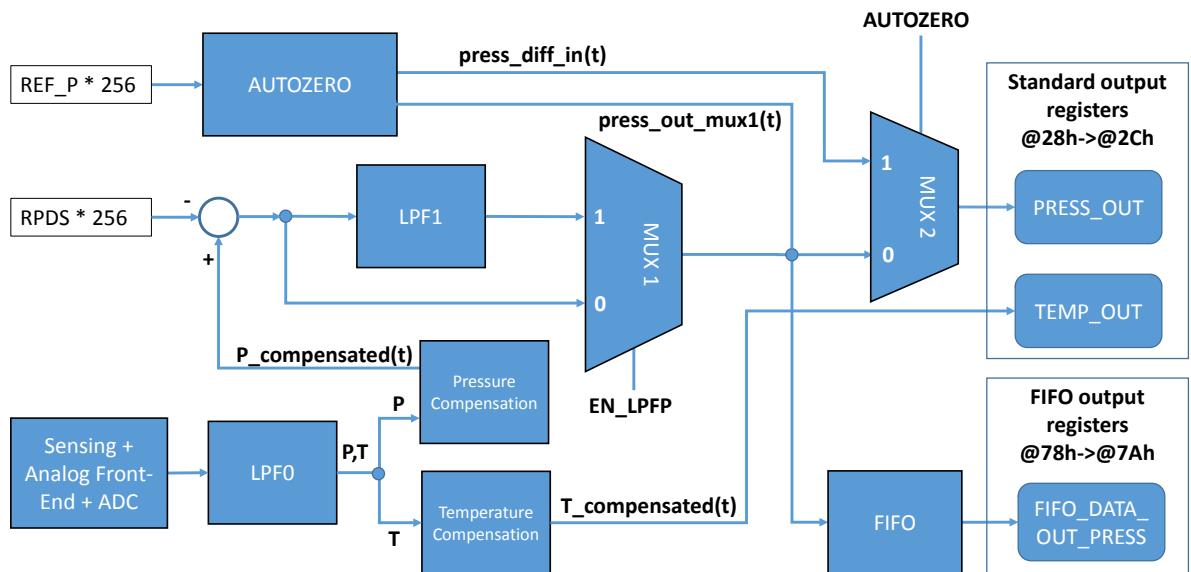 AUTOZERO
press_diff_in(t)
REF_P * 256
AUTOZERO
Standard output
registers
@28h->@2Ch
press_out_mux1(t)
1
MUX 2
0
PRESS_OUT
RPDS * 256
-
+
LPF1
1
MUX 1
0
TEMP_OUT
P_compensated(t)
Pressure
Compensation
P
EN_LPFP
FIFO output
registers
@78h->@7Ah
Sensing +
Analog Front-
End + ADC
LPF0
P,T
T
Temperature
Compensation
T_compensated(t)
FIFO
FIFO_DATA_
OUT_PRESS